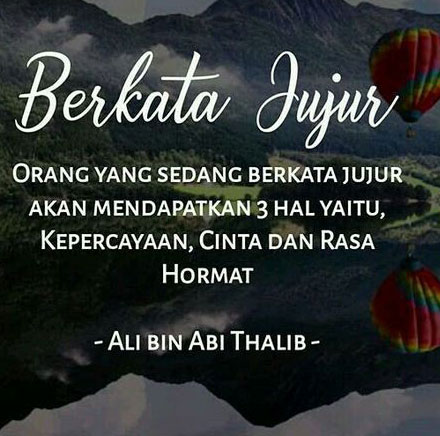 Berkata Jujur
ORANG YANG SEDANG BERKATA JUJUR
AKAN MENDAPATKAN 3 HAL YAITU,
KEPERCAYAAN, CINTA DAN RASA
HORMAT
- ALI BIN ABI THALIB -